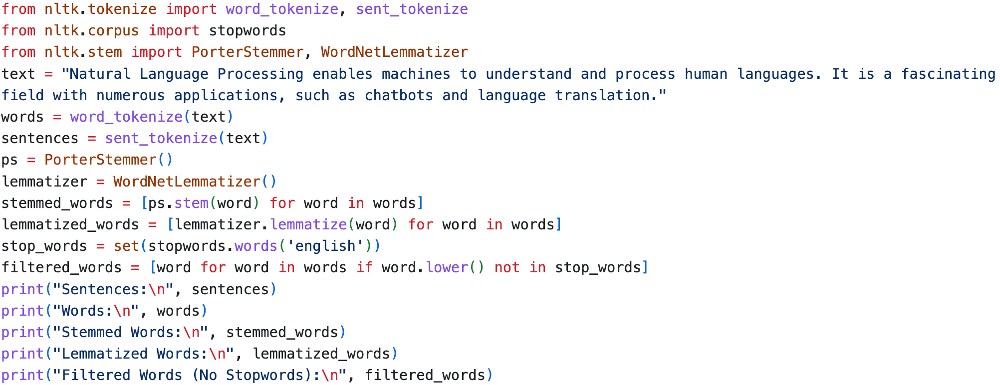 from nltk.tokenize import word_tokenize, sent_tokenize
from nltk.corpus import stopwords
from nltk.stem import PorterStemmer, WordNetLemmatizer
text = "Natural Language Processing enables machines to understand and process human languages. It is a fascinating
field with numerous applications, such as chatbots and language translation."
words = word_tokenize(text)
sentences = sent_tokenize(text)
ps = PorterStemmer()
lemmatizer = WordNetLemmatizer()
stemmed_words = [ps.stem(word) for word in words]
lemmatized_words = [lemmatizer.lemmatize(word) for word in words]
stop_words = set(stopwords.words('english'))
filtered_words = [word for word in words if word.lower() not in stop_words]
print("Sentences:\n", sentences)
print("Words:\n", words)
print("Stemmed Words:\n", stemmed_words)
print("Lemmatized Words:\n", lemmatized_words)
print("Filtered Words (No Stopwords):\n", filtered_words)